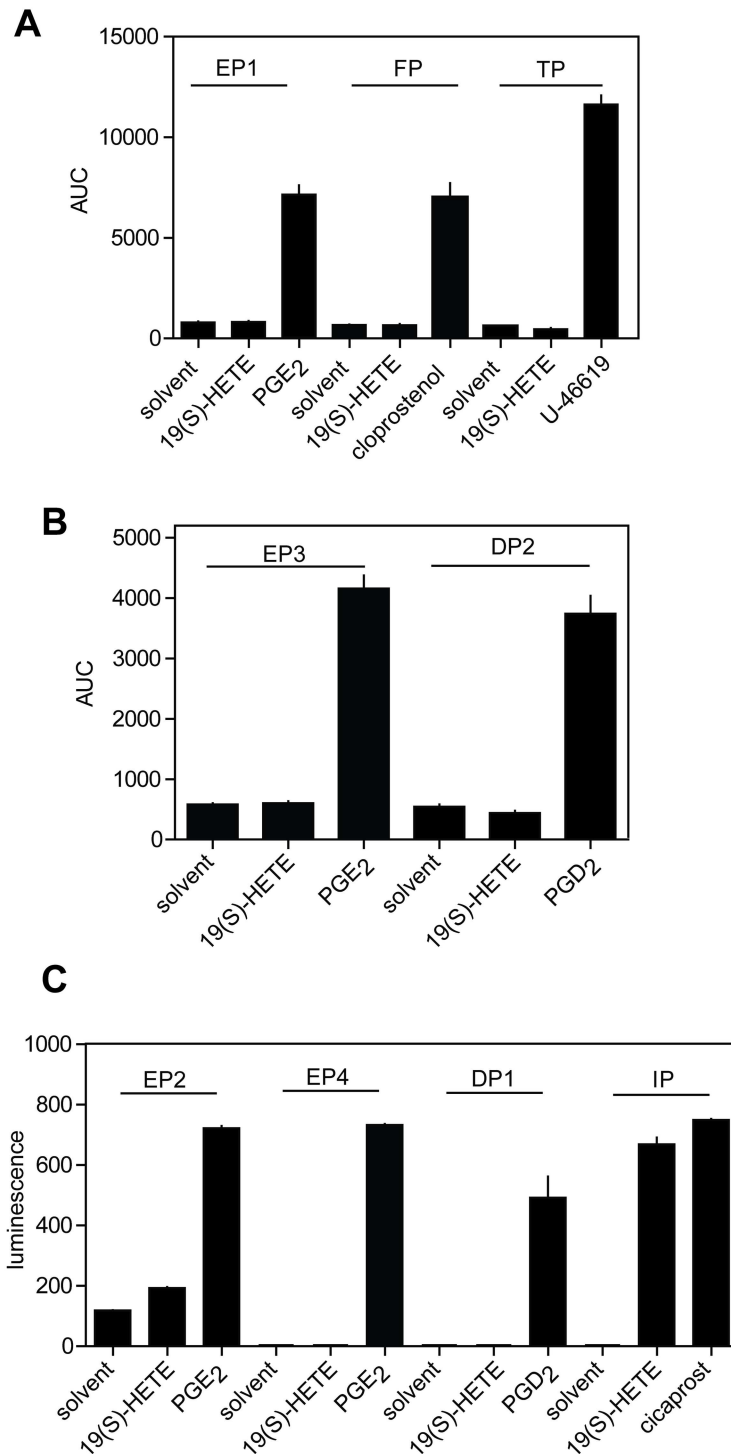 A
15000
EP1 FP TP
10000
AUC
5000
0
solvent 19(S)-HETE PGE2 solvent 19(S)-HETE cloprostenol solvent 19(S)-HETE U-46619
B
5000
EP3 DP2
4000
3000
AUC
2000
1000
0
solvent 19(S)-HETE PGE2 solvent 19(S)-HETE PGD2
C
1000
EP2 EP4 DP1 IP
800
600
luminescence
400
200
0
solvent 19(S)-HETE PGE2 solvent 19(S)-HETE PGE2 solvent 19(S)-HETE PGD2 solvent 19(S)-HETE cicaprost